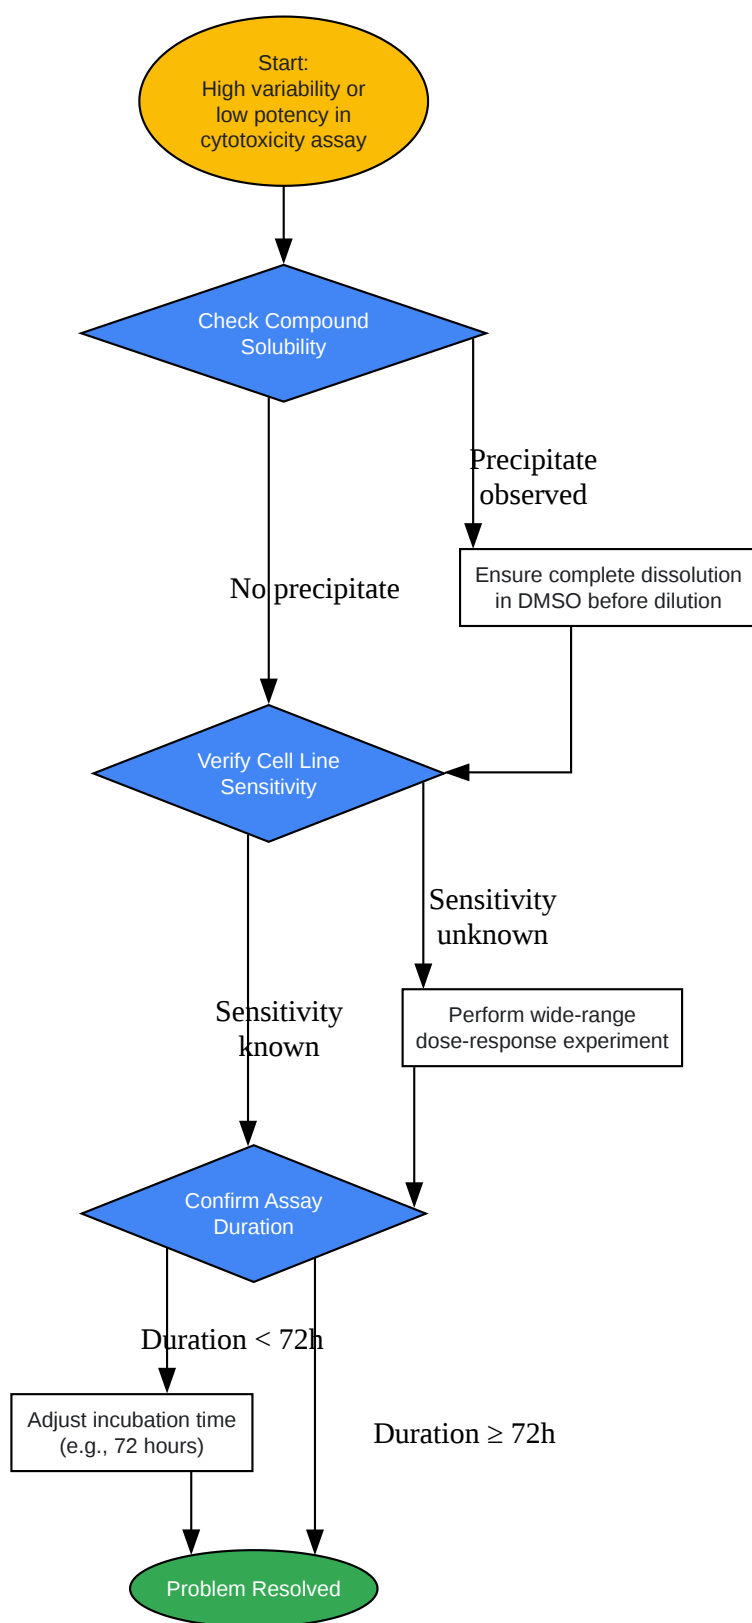 Start:
High variability or
low potency in
cytotoxicity assay
Check Compound
Solubility
Precipitate
observed
No precipitate
Ensure complete dissolution
in DMSO before dilution
Verify Cell Line
Sensitivity
Sensitivity
unknown
Sensitivity
known
Perform wide-range
dose-response experiment
Confirm Assay
Duration
Duration < 72h
Adjust incubation time
(e.g., 72 hours)
Duration ≥ 72h
Problem Resolved